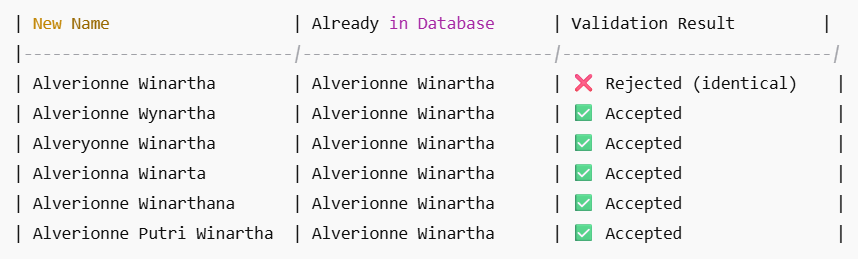 | New Name | Already in Database | Validation Result |
|----------------------------/--------------------------/----------------------------/
| Alverionne Winartha | Alverionne Winartha | ❌ Rejected (identical) |
| Alverionne Wynartha | Alverionne Winartha | ✅ Accepted |
| Alveryonne Winartha | Alverionne Winartha | ✅ Accepted |
| Alverionna Winarta | Alverionne Winartha | ✅ Accepted |
| Alverionne Winarthana | Alverionne Winartha | ✅ Accepted |
| Alverionne Putri Winartha | Alverionne Winartha | ✅ Accepted |